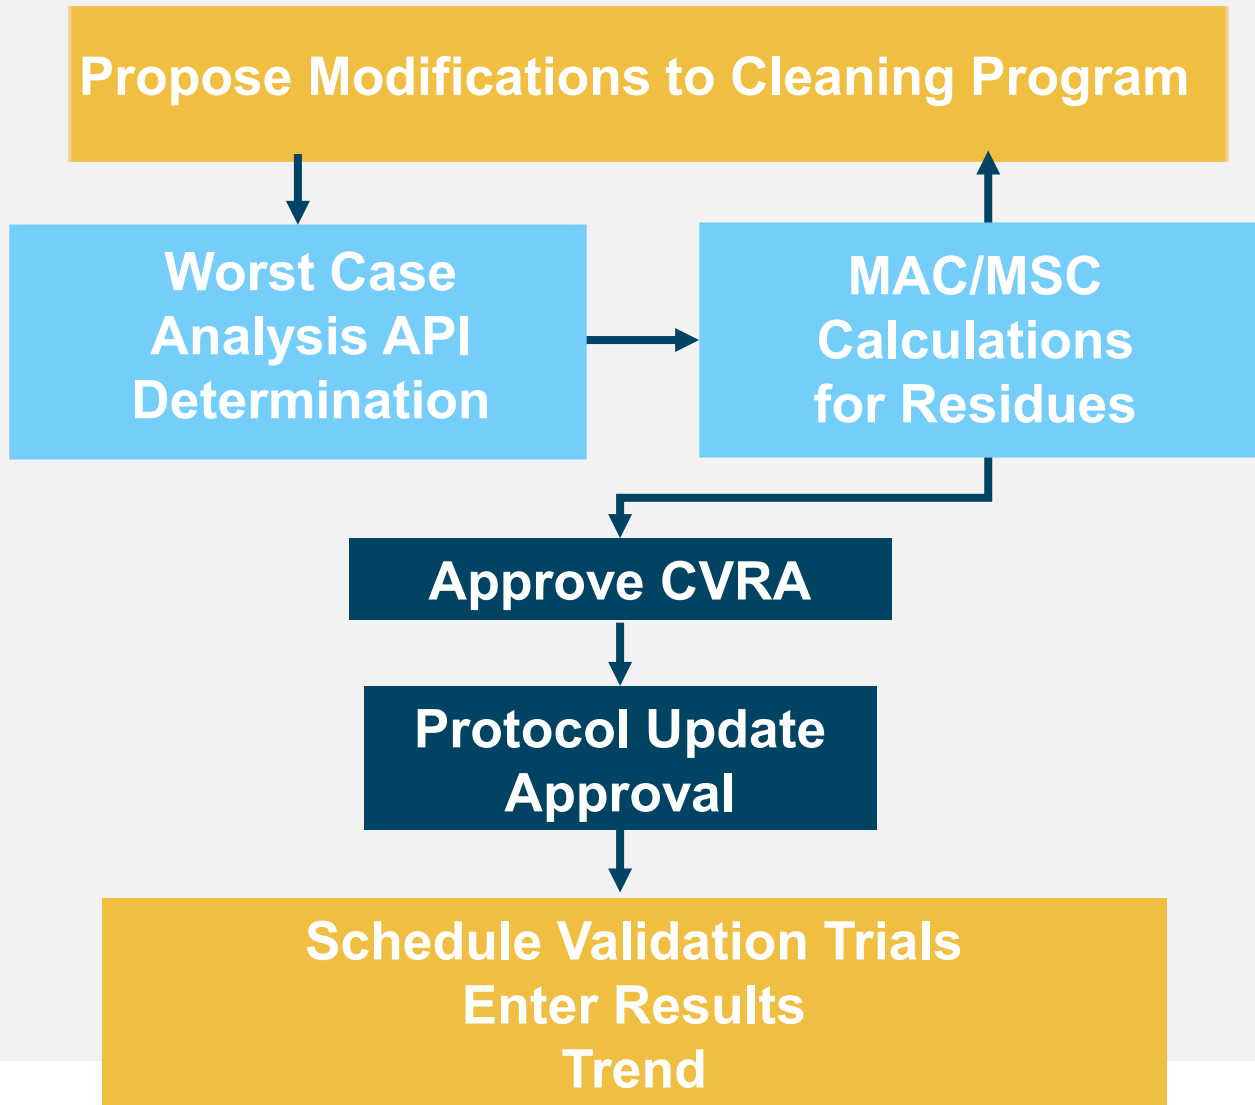 Propose Modifications to Cleaning Program
Worst Case
Analysis API
Determination
MAC/MSC
Calculations
for Residues
Approve CVRA
Protocol Update
Approval
Schedule Validation Trials
Enter Results
Trend